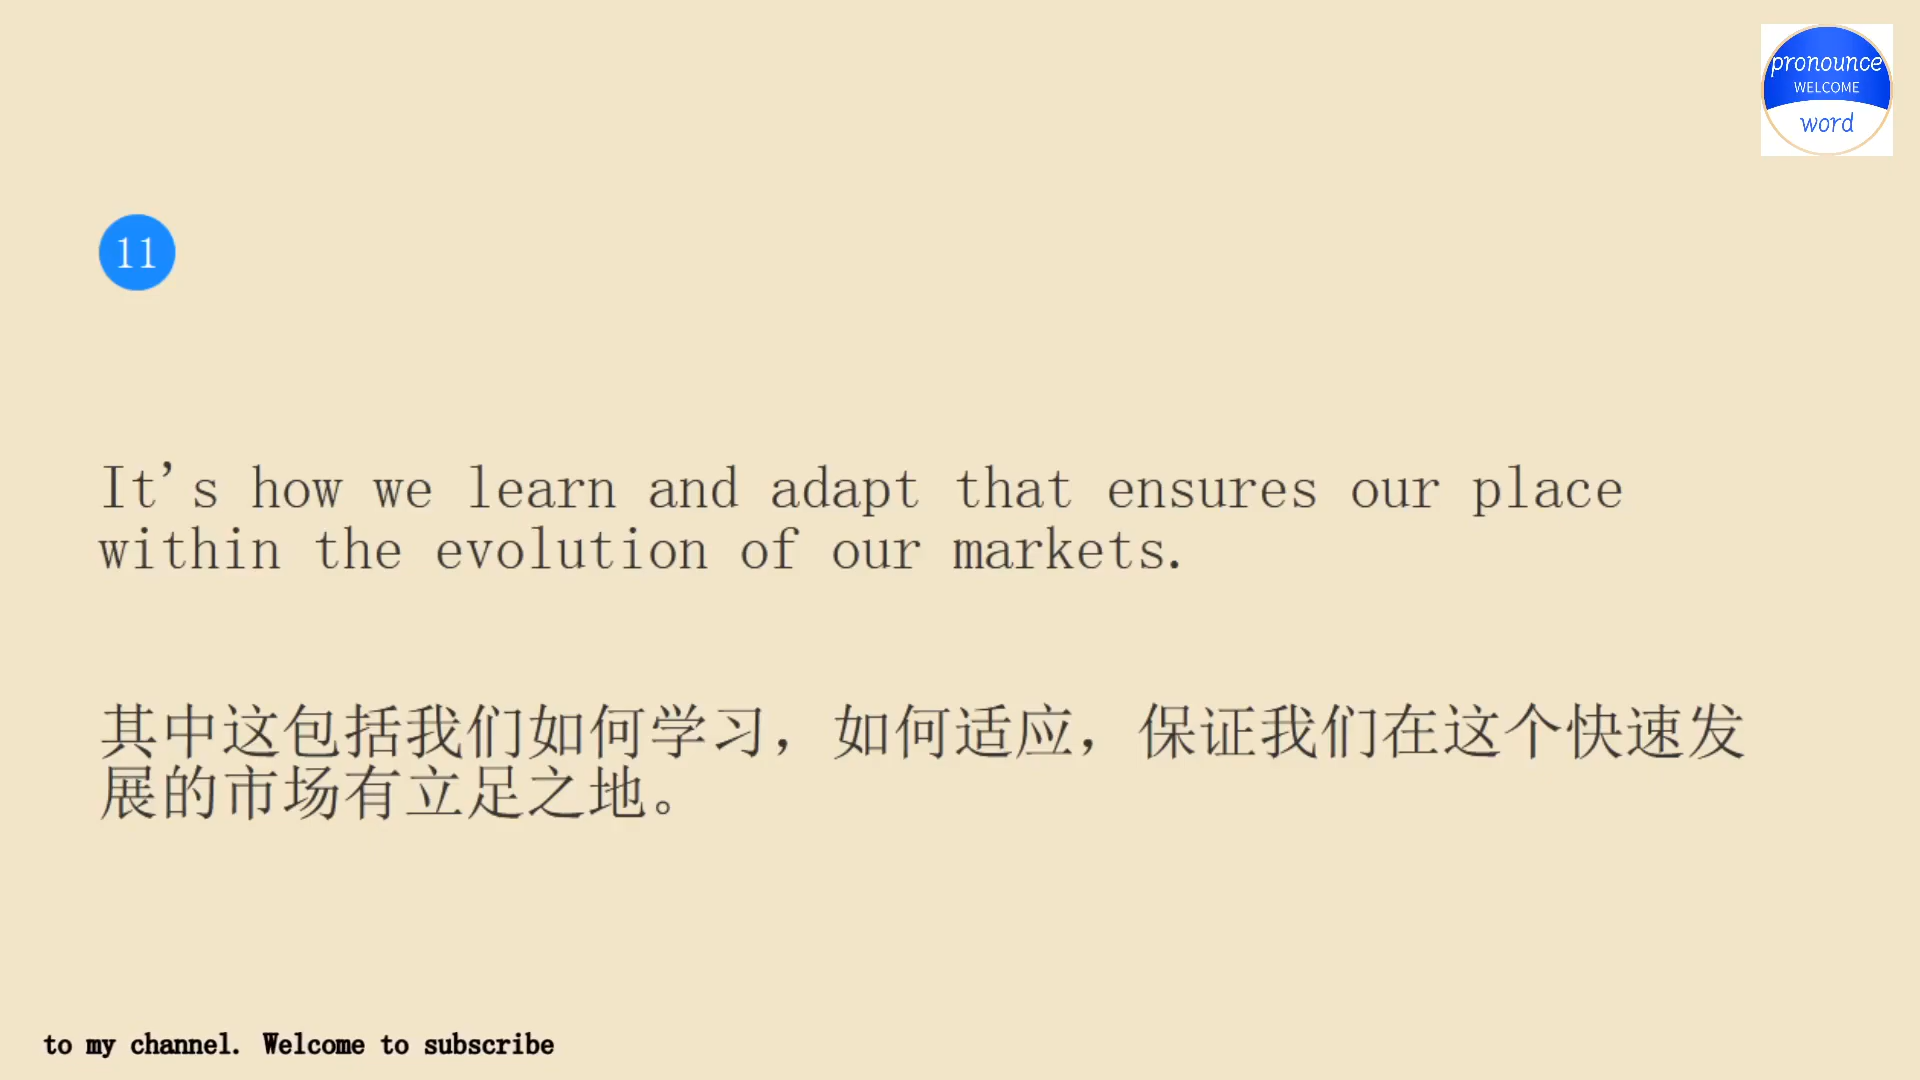 pronounce
WELCOME
word
11
It's how we learn and adapt that ensures our place
within the evolution of our markets.
其中这包括我们如何学习，如何适应，保证我们在这个快速发
展的市场有立足之地。
to my channel. Welcome to subscribe